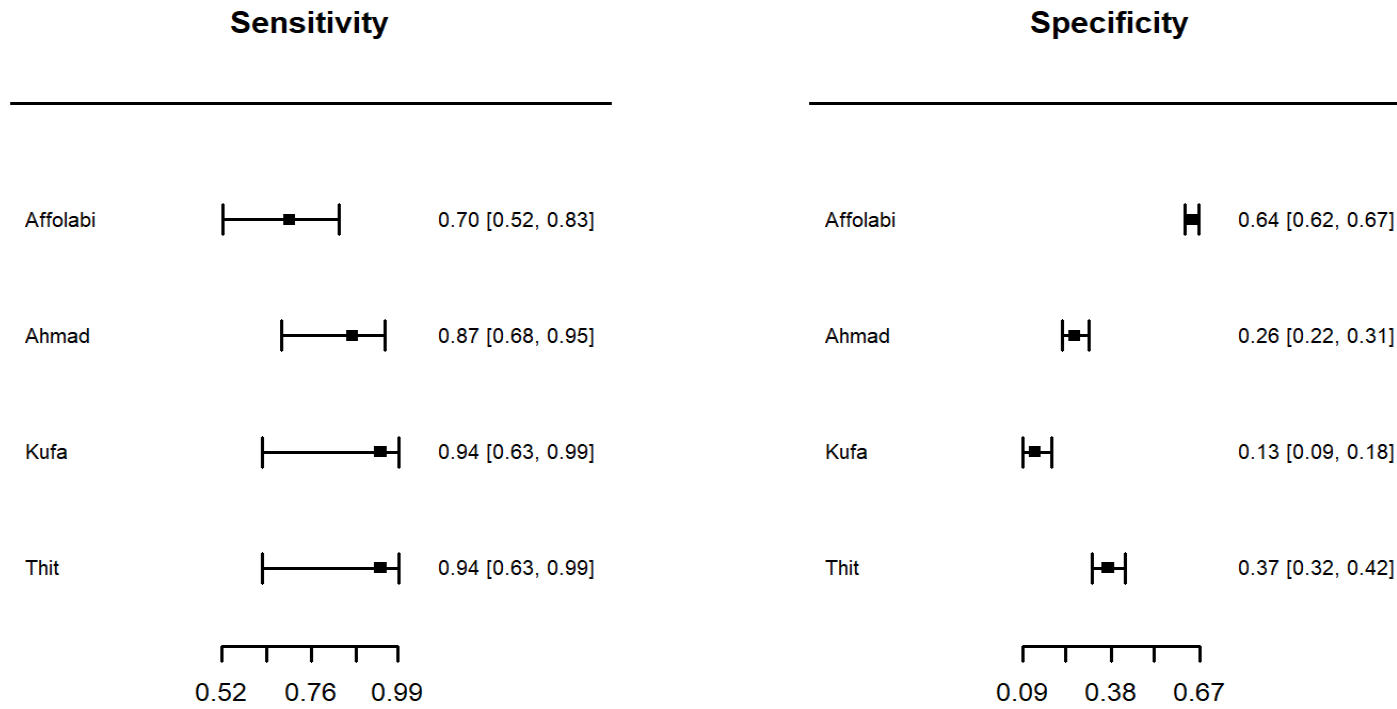 Sensitivity
Affolabi 0.70 [0.52, 0.83]
Ahmad 0.87 [0.68, 0.95]
Kufa 0.94 [0.63, 0.99]
Thit 0.94 [0.63, 0.99]
0.52 0.76 0.99
Specificity
Affolabi 0.64 [0.62, 0.67]
Ahmad 0.26 [0.22, 0.31]
Kufa 0.13 [0.09, 0.18]
Thit 0.37 [0.32, 0.42]
0.09 0.38 0.67